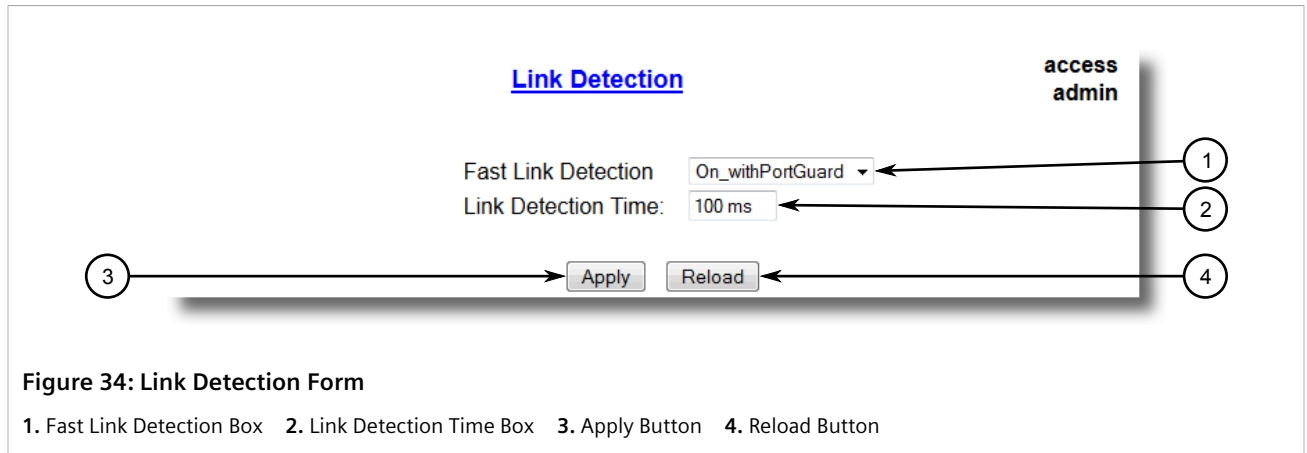 Link Detection
access
admin
Fast Link Detection On_withPortGuard
1
Link Detection Time: 100 ms
2
3
Apply Reload
4
Figure 34: Link Detection Form
1. Fast Link Detection Box 2. Link Detection Time Box 3. Apply Button 4. Reload Button